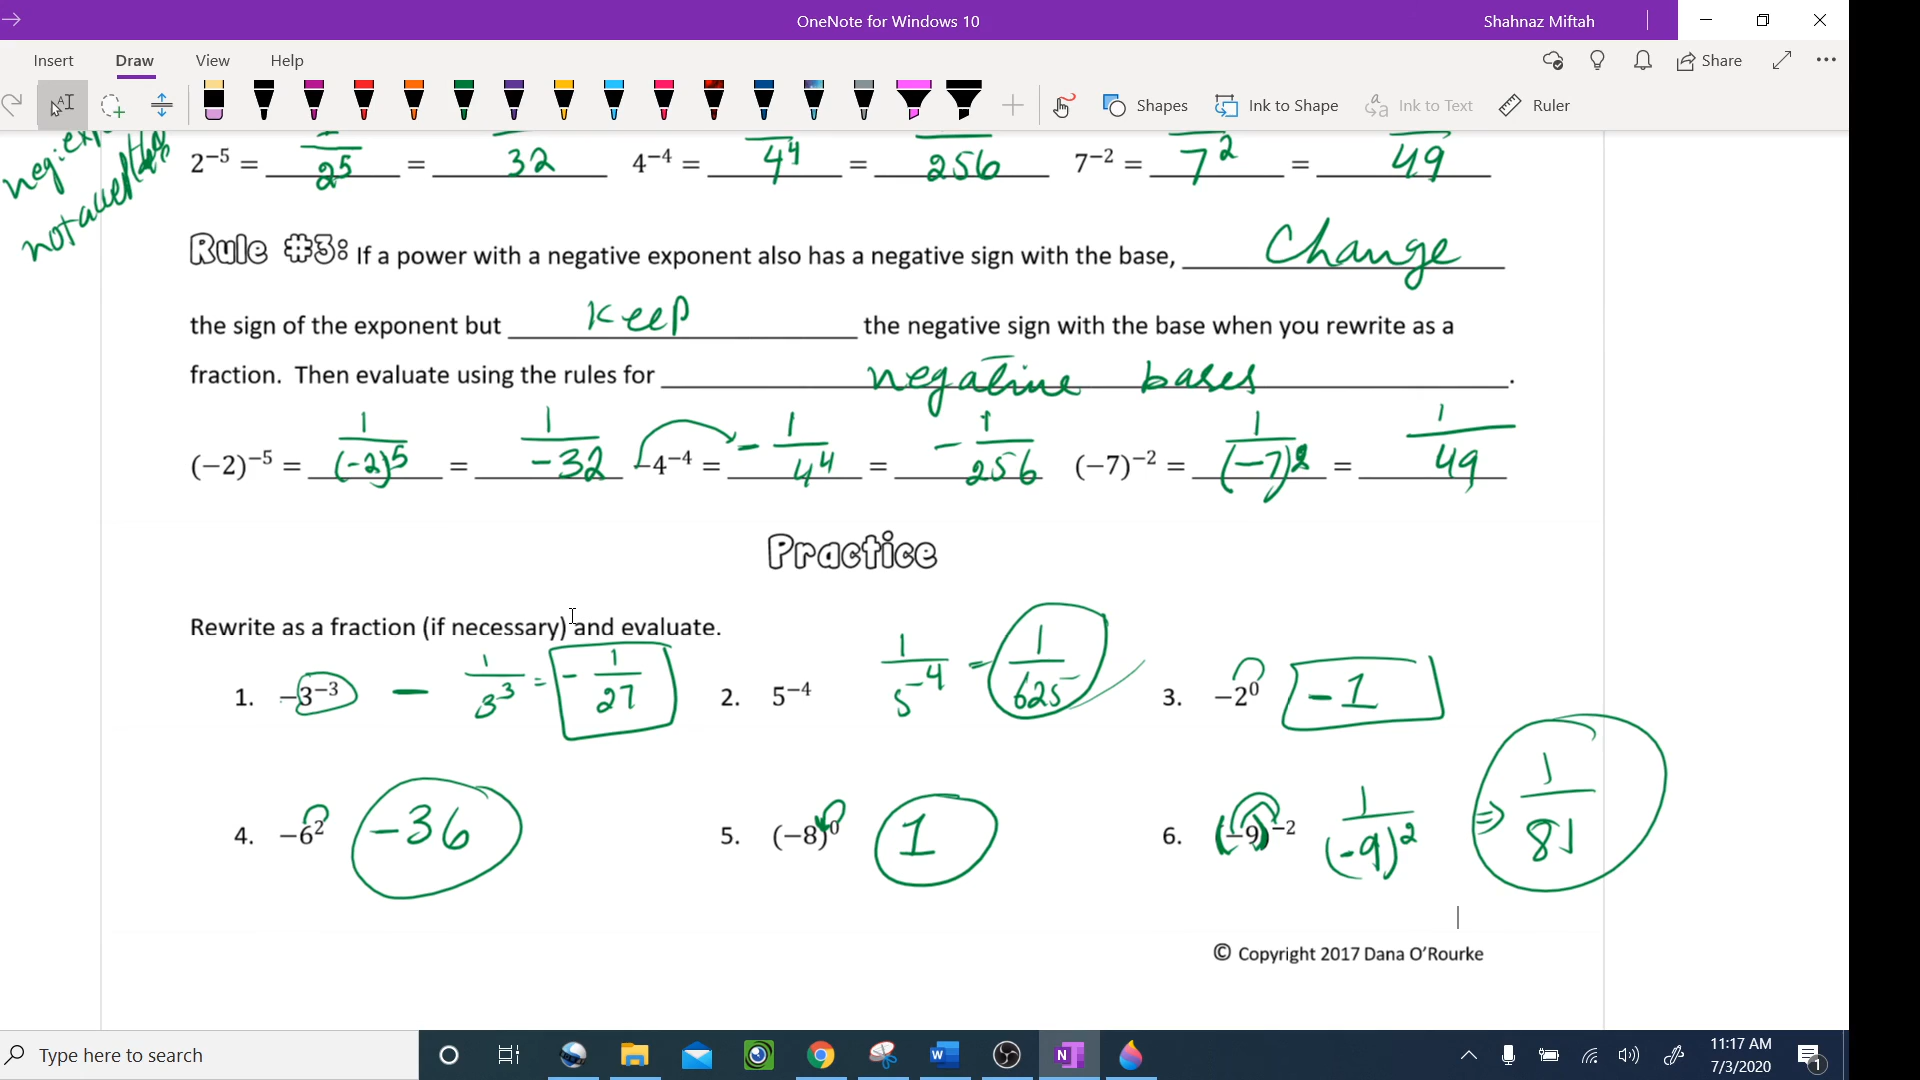 OneNote for Windows 10
Shahnaz Miftah
Insert Draw View Help
Share
Shapes Ink to Shape Ink to Text Ruler
neg. exp
not
2⁻⁵ = 2⁵ = 32 4⁻⁴ = 4⁴ = 256 7⁻² = 7² = 49
Rule #3: If a power with a negative exponent also has a negative sign with the base, Change
the sign of the exponent but keep the negative sign with the base when you rewrite as a
fraction. Then evaluate using the rules for negative bases.
(−2)⁻⁵ = 1/(-2)⁵ = 1/-32 −4⁻⁴ = -1/4⁴ = -1/256 (−7)⁻² = 1/(-7)² = 1/49
Practice
Rewrite as a fraction (if necessary) and evaluate.
1. −3⁻³ - 1/3³ = -1/27 2. 5⁻⁴ 1/5⁻⁴ = 1/625 3. −2⁰ -1
4. −6² -36 5. (−8)⁰ 1 6. (−9)⁻² 1/(-9)² ⇒ 1/81
© Copyright 2017 Dana O'Rourke
Type here to search
11:17 AM
7/3/2020
1